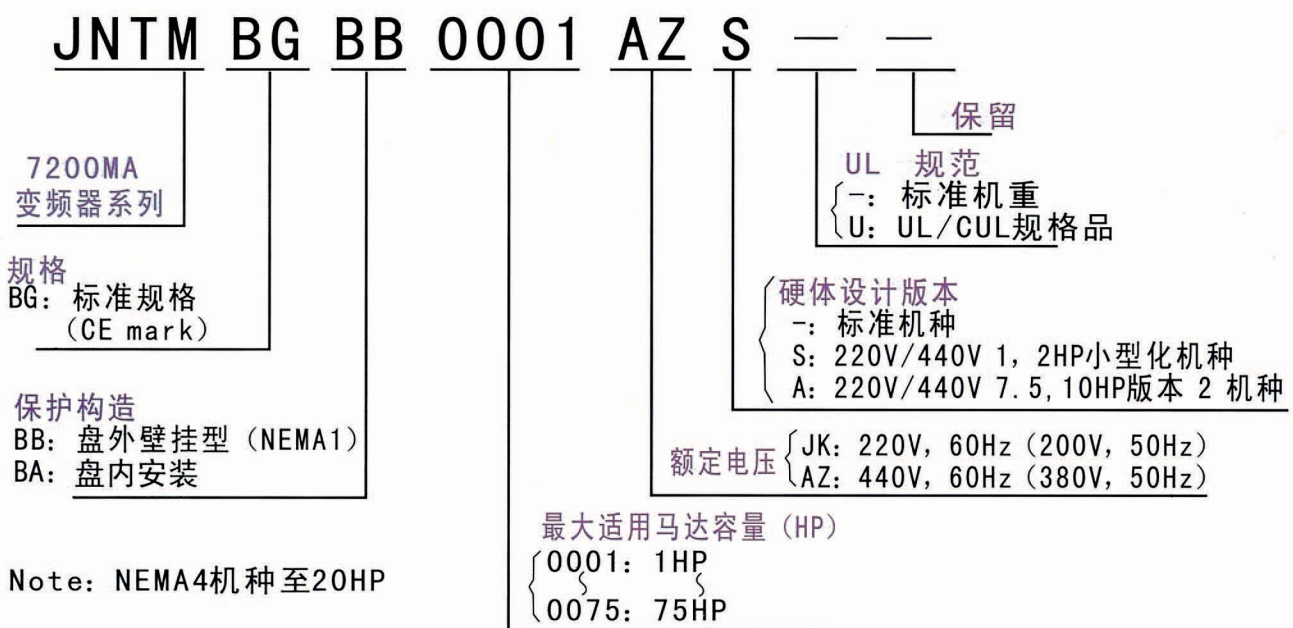 JNTM BG BB 0001 AZ S — —
保留
UL 规范
-: 标准机重
U: UL/CUL规格品
7200MA
变频器系列
规格
BG: 标准规格
(CE mark)
硬体设计版本
-: 标准机种
S: 220V/440V 1, 2HP小型化机种
A: 220V/440V 7.5,10HP版本 2 机种
保护构造
BB: 盘外壁挂型 (NEMA1)
BA: 盘内安装
额定电压
JK: 220V, 60Hz (200V, 50Hz)
AZ: 440V, 60Hz (380V, 50Hz)
最大适用马达容量 (HP)
0001: 1HP
0075: 75HP
Note: NEMA4机种至20HP